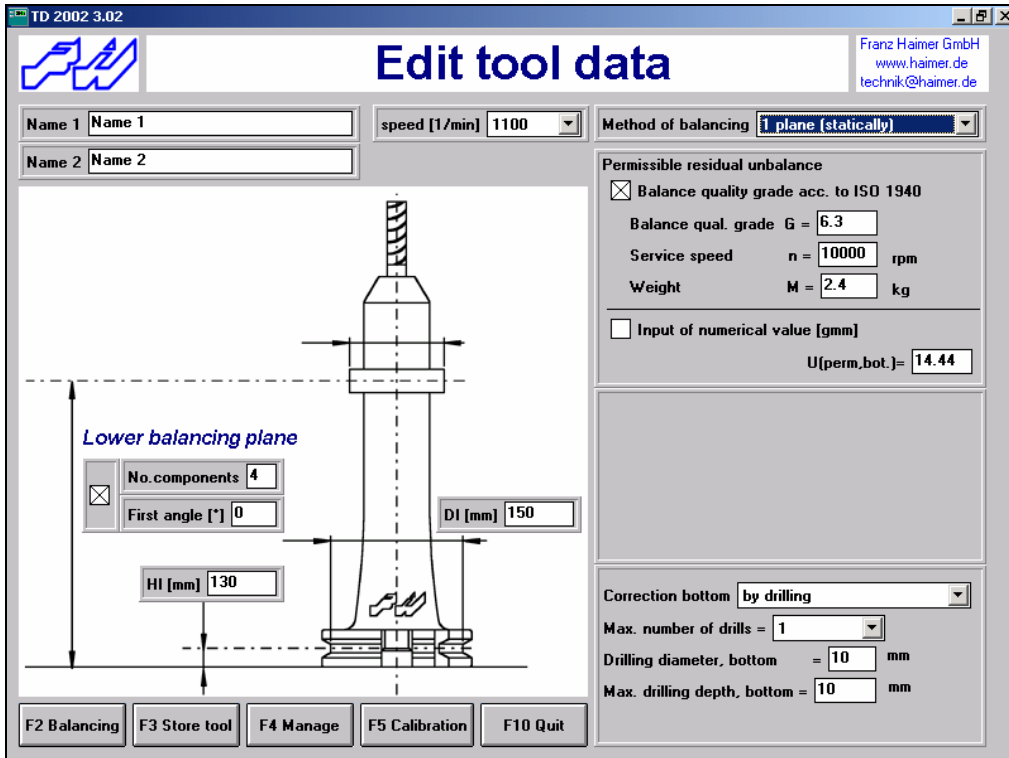 TD 2002 3.02
Edit tool data
Franz Haimer GmbH
www.haimer.de
technik@haimer.de
Name 1 Name 1
speed [1/min] 1100
Method of balancing 1 plane (statically)
Name 2 Name 2
Permissible residual unbalance
Balance quality grade acc. to ISO 1940
Balance qual. grade G = 6.3
Service speed n = 10000 rpm
Weight M = 2.4 kg
Input of numerical value [gmm]
U(perm,bot.)= 14.44
Lower balancing plane
No.components 4
First angle [°] 0
DI [mm] 150
HI [mm] 130
Correction bottom by drilling
Max. number of drills = 1
Drilling diameter, bottom = 10 mm
Max. drilling depth, bottom = 10 mm
F2 Balancing F3 Store tool F4 Manage F5 Calibration F10 Quit